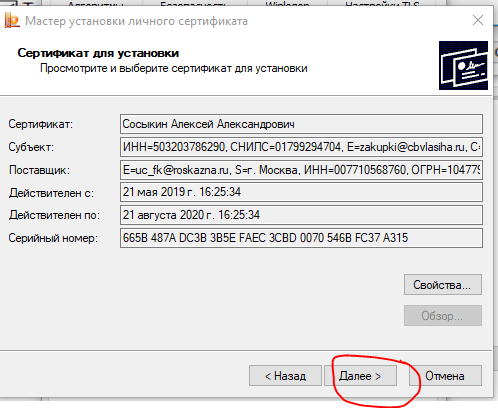 Алгоритмы Безопасность Winlogon Настройки TLS
Мастер установки личного сертификата
Сертификат для установки
Просмотрите и выберите сертификат для установки
Сертификат: Сосыкин Алексей Александрович
Субъект: ИНН=503203786290, СНИЛС=01799294704, E=zakupki@cbvlasiha.ru, C=
Поставщик: E=uc_fk@roskazna.ru, S=г. Москва, ИНН=007710568760, ОГРН=104779
Действителен с: 21 мая 2019 г. 16:25:34
Действителен по: 21 августа 2020 г. 16:25:34
Серийный номер: 665B 487A DC3B 3B5E FAEC 3CBD 0070 546B FC37 A315
Свойства...
Обзор...
< Назад Далее > Отмена